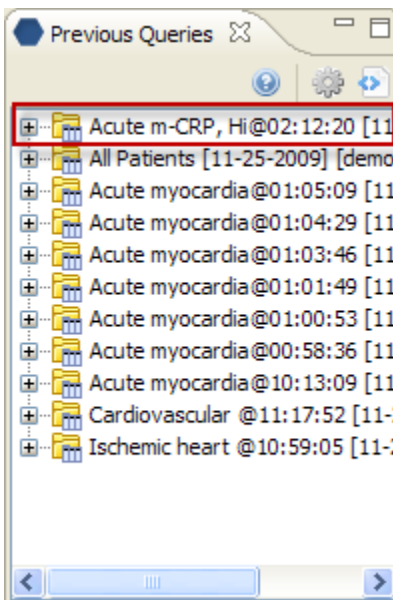 Previous Queries
Acute m-CRP, Hi@02:12:20 [11
All Patients [11-25-2009] [demo
Acute myocardia@01:05:09 [11
Acute myocardia@01:04:29 [11
Acute myocardia@01:03:46 [11
Acute myocardia@01:01:49 [11
Acute myocardia@01:00:53 [11
Acute myocardia@00:58:36 [11
Acute myocardia@10:13:09 [11
Cardiovascular @11:17:52 [11-
Ischemic heart @10:59:05 [11-2